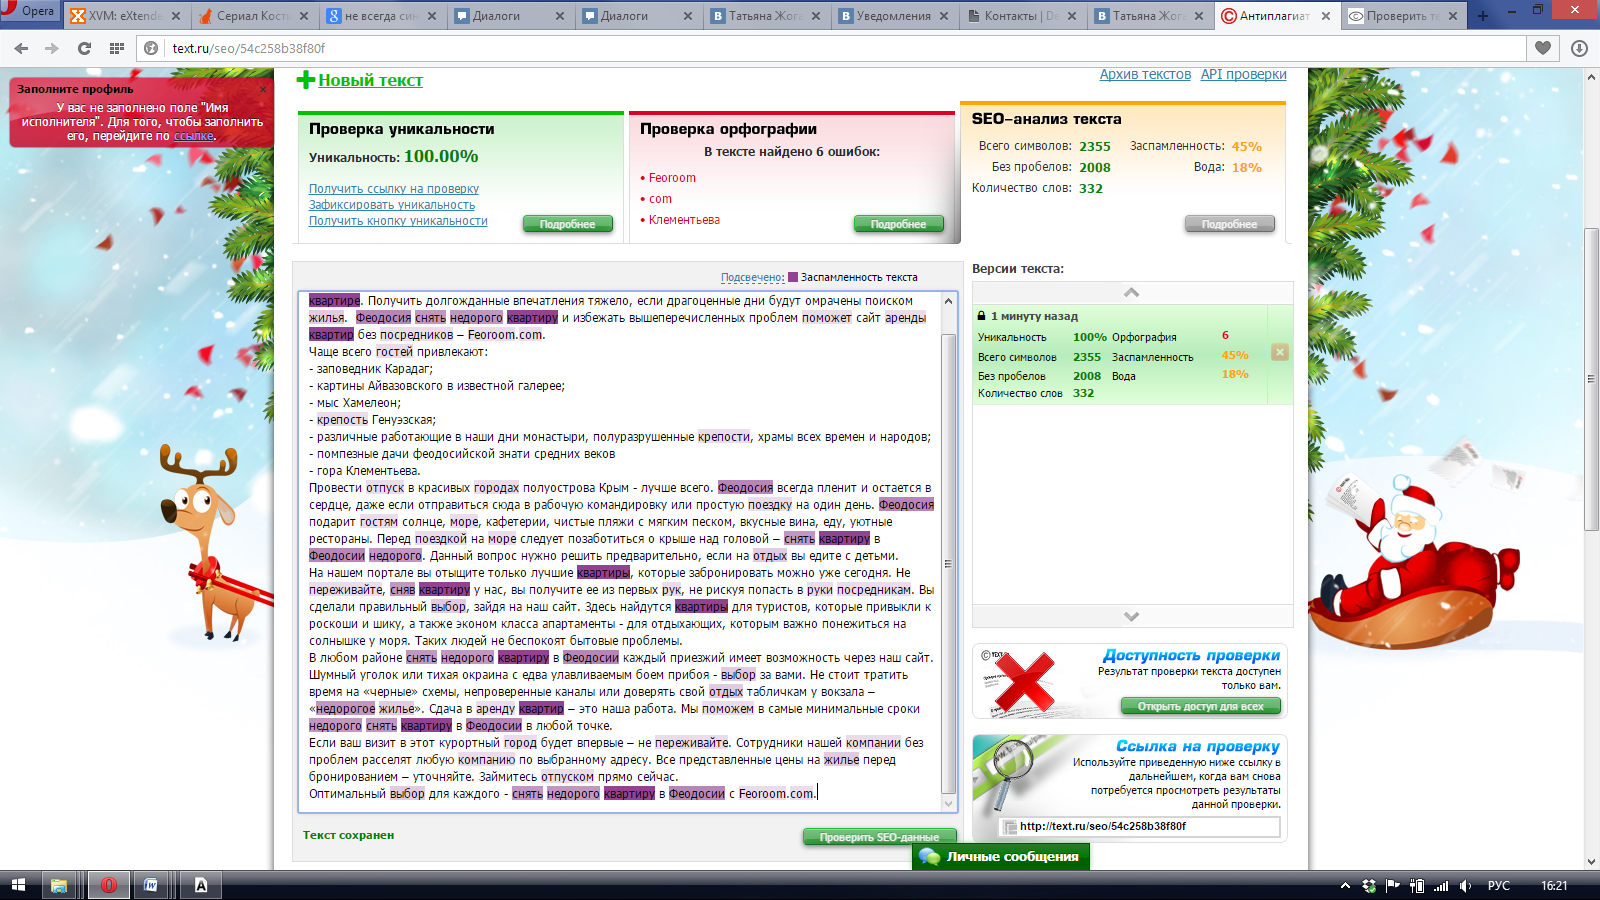 Opera
XVM: eXtende
Сериал Кость
не всегда син
Диалоги
Диалоги
Татьяна Жога
Уведомления
Контакты | De
Татьяна Жога
Антиплагиат
Проверить те
text.ru/seo/54c258b38f80f
Заполните профиль
У вас не заполнено поле "Имя
исполнителя". Для того, чтобы заполнить
его, перейдите по ссылке.
Новый текст
Архив текстов API проверки
Проверка уникальности
Уникальность: 100.00%
Получить ссылку на проверку
Зафиксировать уникальность
Получить кнопку уникальности
Подробнее
Проверка орфографии
В тексте найдено 6 ошибок:
• Feoroom
• com
• Клементьева
Подробнее
SEO-анализ текста
Всего символов: 2355 Заспамленность: 45%
Без пробелов: 2008 Вода: 18%
Количество слов: 332
Подробнее
Подсвечено: Заспамленность текста
квартире. Получить долгожданные впечатления тяжело, если драгоценные дни будут омрачены поиском
жилья. Феодосия снять недорого квартиру и избежать вышеперечисленных проблем поможет сайт аренды
квартир без посредников – Feoroom.com.
Чаще всего гостей привлекают:
- заповедник Карадаг;
- картины Айвазовского в известной галерее;
- мыс Хамелеон;
- крепость Генуэзская;
- различные работающие в наши дни монастыри, полуразрушенные крепости, храмы всех времен и народов;
- помпезные дачи феодосийской знати средних веков
- гора Клементьева.
Провести отпуск в красивых городах полуострова Крым - лучше всего. Феодосия всегда пленит и остается в
сердце, даже если отправиться сюда в рабочую командировку или простую поездку на один день. Феодосия
подарит гостям солнце, море, кафетерии, чистые пляжи с мягким песком, вкусные вина, еду, уютные
рестораны. Перед поездкой на море следует позаботиться о крыше над головой – снять квартиру в
Феодосии недорого. Данный вопрос нужно решить предварительно, если на отдых вы едите с детьми.
На нашем портале вы отыщите только лучшие квартиры, которые забронировать можно уже сегодня. Не
переживайте, сняв квартиру у нас, вы получите ее из первых рук, не рискуя попасть в руки посредникам. Вы
сделали правильный выбор, зайдя на наш сайт. Здесь найдутся квартиры для туристов, которые привыкли к
роскоши и шику, а также эконом класса апартаменты - для отдыхающих, которым важно понежиться на
солнышке у моря. Таких людей не беспокоят бытовые проблемы.
В любом районе снять недорого квартиру в Феодосии каждый приезжий имеет возможность через наш сайт.
Шумный уголок или тихая окраина с едва улавливаемым боем прибоя - выбор за вами. Не стоит тратить
время на «черные» схемы, непроверенные каналы или доверять свой отдых табличкам у вокзала –
«недорогое жилье». Сдача в аренду квартир – это наша работа. Мы поможем в самые минимальные сроки
недорого снять квартиру в Феодосии в любой точке.
Если ваш визит в этот курортный город будет впервые – не переживайте. Сотрудники нашей компании без
проблем расселят любую компанию по выбранному адресу. Все представленные цены на жилье перед
бронированием – уточняйте. Займитесь отпуском прямо сейчас.
Оптимальный выбор для каждого - снять недорого квартиру в Феодосии с Feoroom.com.
Текст сохранен
Проверить SEO-данные
Версии текста:
1 минуту назад
Уникальность 100% Орфография 6
Всего символов 2355 Заспамленность 45%
Без пробелов 2008 Вода 18%
Количество слов 332
Доступность проверки
Результат проверки текста доступен
только вам.
Открыть доступ для всех
Ссылка на проверку
Используйте приведенную ниже ссылку в
дальнейшем, когда вам снова
потребуется просмотреть результаты
данной проверки.
http://text.ru/seo/54c258b38f80f
Личные сообщения
РУС
16:21